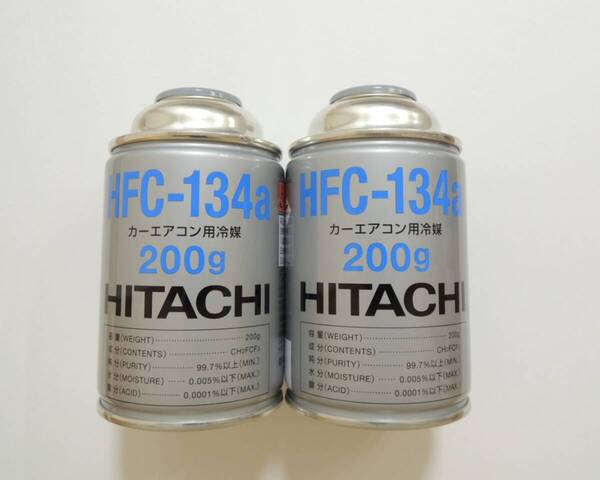 HFC-134a
カーエアコン用冷媒
200g
HITACHI
容量(WEIGHT) 200g
成分(CONTENTS) CH2FCF3
純分(PURITY) 99.7%以上(MIN.)
水分(MOISTURE) 0.005%以下(MAX.)
酸分(ACID) 0.0001%以下(MAX.)
HFC-134a
カーエアコン用冷媒
200g
HITACHI
容量(WEIGHT) 200g
成分(CONTENTS) CH2FCF3
純分(PURITY) 99.7%以上(MIN.)
水分(MOISTURE) 0.005%以下(MAX.)
酸分(ACID) 0.0001%以下(MAX.)